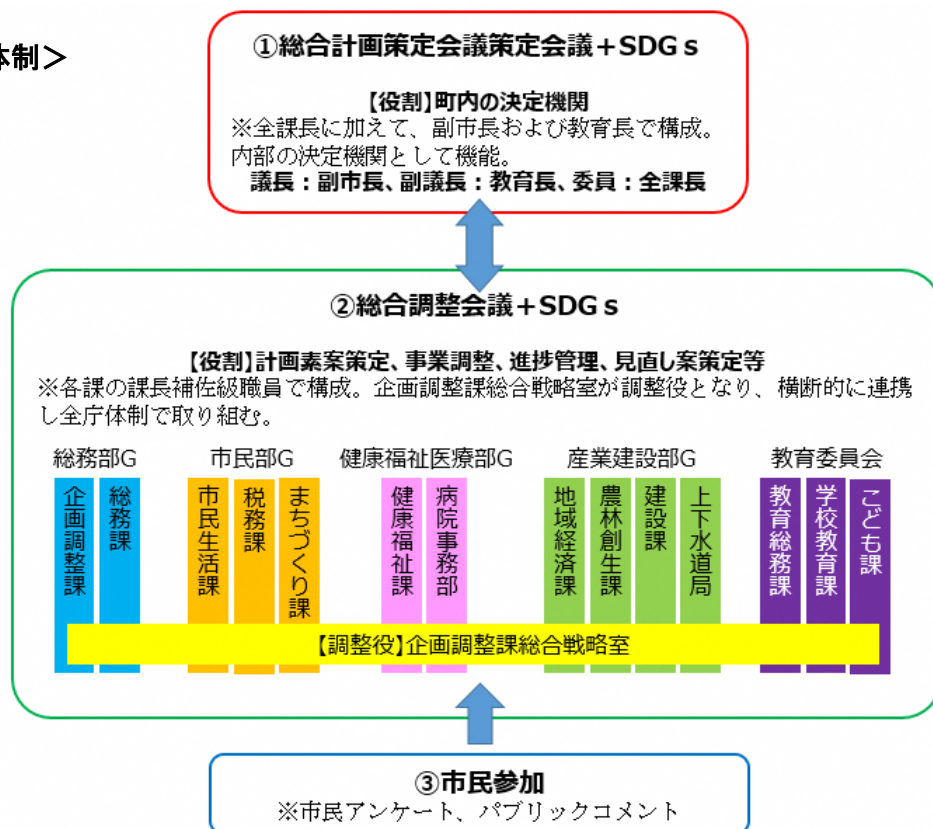 体制＞
①総合計画策定会議策定会議＋SDGｓ
【役割】町内の決定機関
※全課長に加えて、副市長および教育長で構成。
内部の決定機関として機能。
議長：副市長、副議長：教育長、委員：全課長
②総合調整会議＋SDGｓ
【役割】計画素案策定、事業調整、進捗管理、見直し案策定等
※各課の課長補佐級職員で構成。企画調整課総合戦略室が調整役となり、横断的に連携
し全庁体制で取り組む。
総務部G
企画調整課
総務課
市民部G
市民生活課
税務課
まちづくり課
健康福祉医療部G
健康福祉課
病院事務部
産業建設部G
地域経済課
農林創生課
建設課
上下水道局
教育委員会
教育総務課
学校教育課
こども課
【調整役】企画調整課総合戦略室
③市民参加
※市民アンケート、パブリックコメント